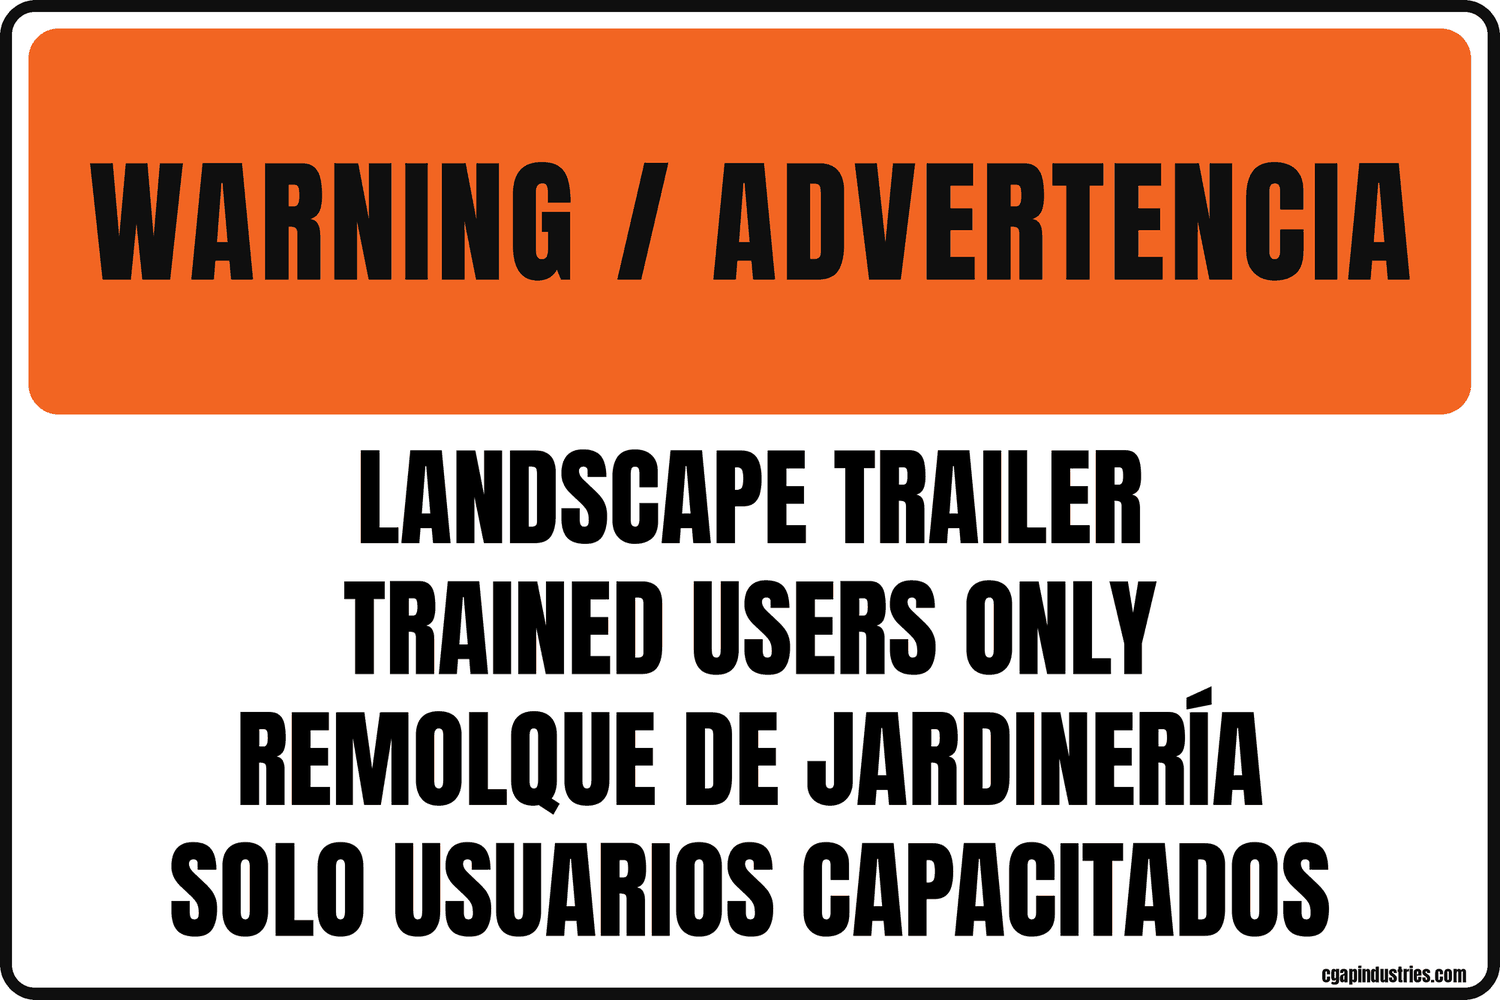 WARNING / ADVERTENCIA
LANDSCAPE TRAILER
TRAINED USERS ONLY
REMOLQUE DE JARDINERÍA
SOLO USUARIOS CAPACITADOS
cgapindustries.com